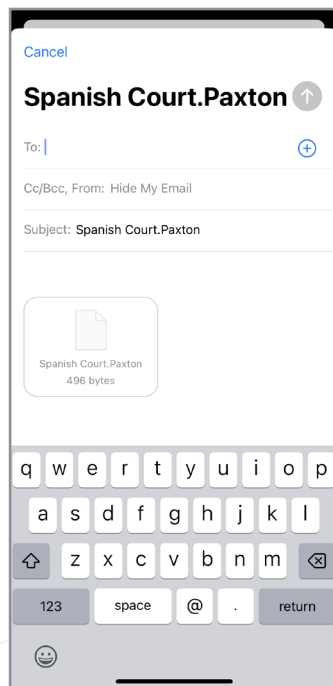 Cancel
Spanish Court.Paxton
To:
Cc/Bcc, From: Hide My Email
Subject: Spanish Court.Paxton
Spanish Court.Paxton
496 bytes
q w e r t y u i o p
a s d f g h j k l
z x c v b n m
123 space @ . return